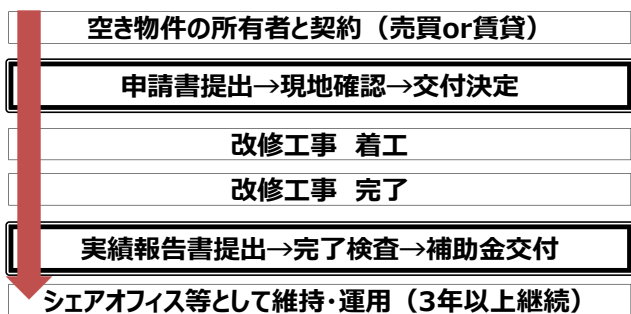 空き物件の所有者と契約（売買or賃貸）
申請書提出→現地確認→交付決定
改修工事 着工
改修工事 完了
実績報告書提出→完了検査→補助金交付
シェアオフィス等として維持・運用（3年以上継続）